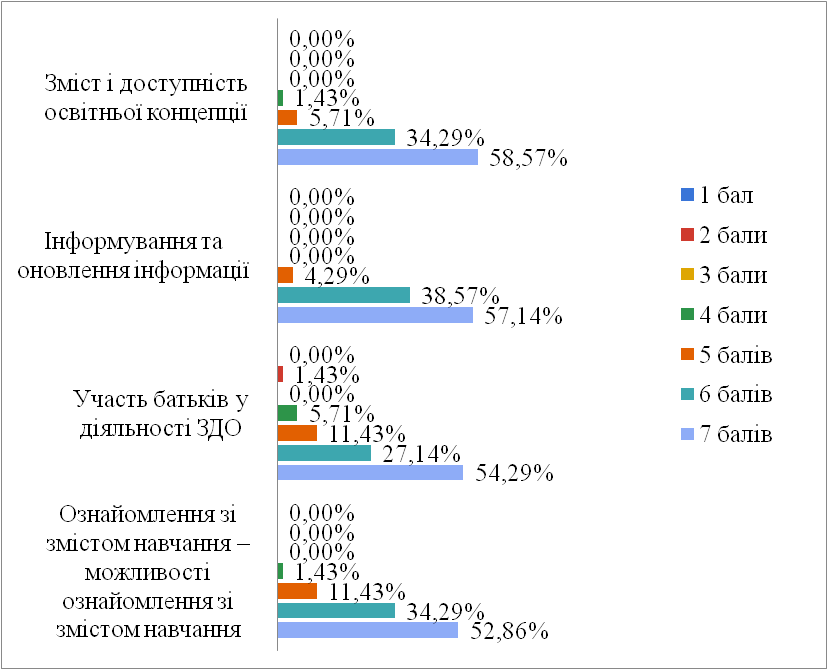 Зміст і доступність
освітньої концепції
0,00%
0,00%
0,00%
1,43%
5,71%
34,29%
58,57%
Інформування та
оновлення інформації
0,00%
0,00%
0,00%
0,00%
4,29%
38,57%
57,14%
Участь батьків у
діяльності ЗДО
0,00%
1,43%
0,00%
5,71%
11,43%
27,14%
54,29%
Ознайомлення зі
змістом навчання –
можливості
ознайомлення зі
змістом навчання
0,00%
0,00%
0,00%
1,43%
11,43%
34,29%
52,86%
1 бал
2 бали
3 бали
4 бали
5 балів
6 балів
7 балів